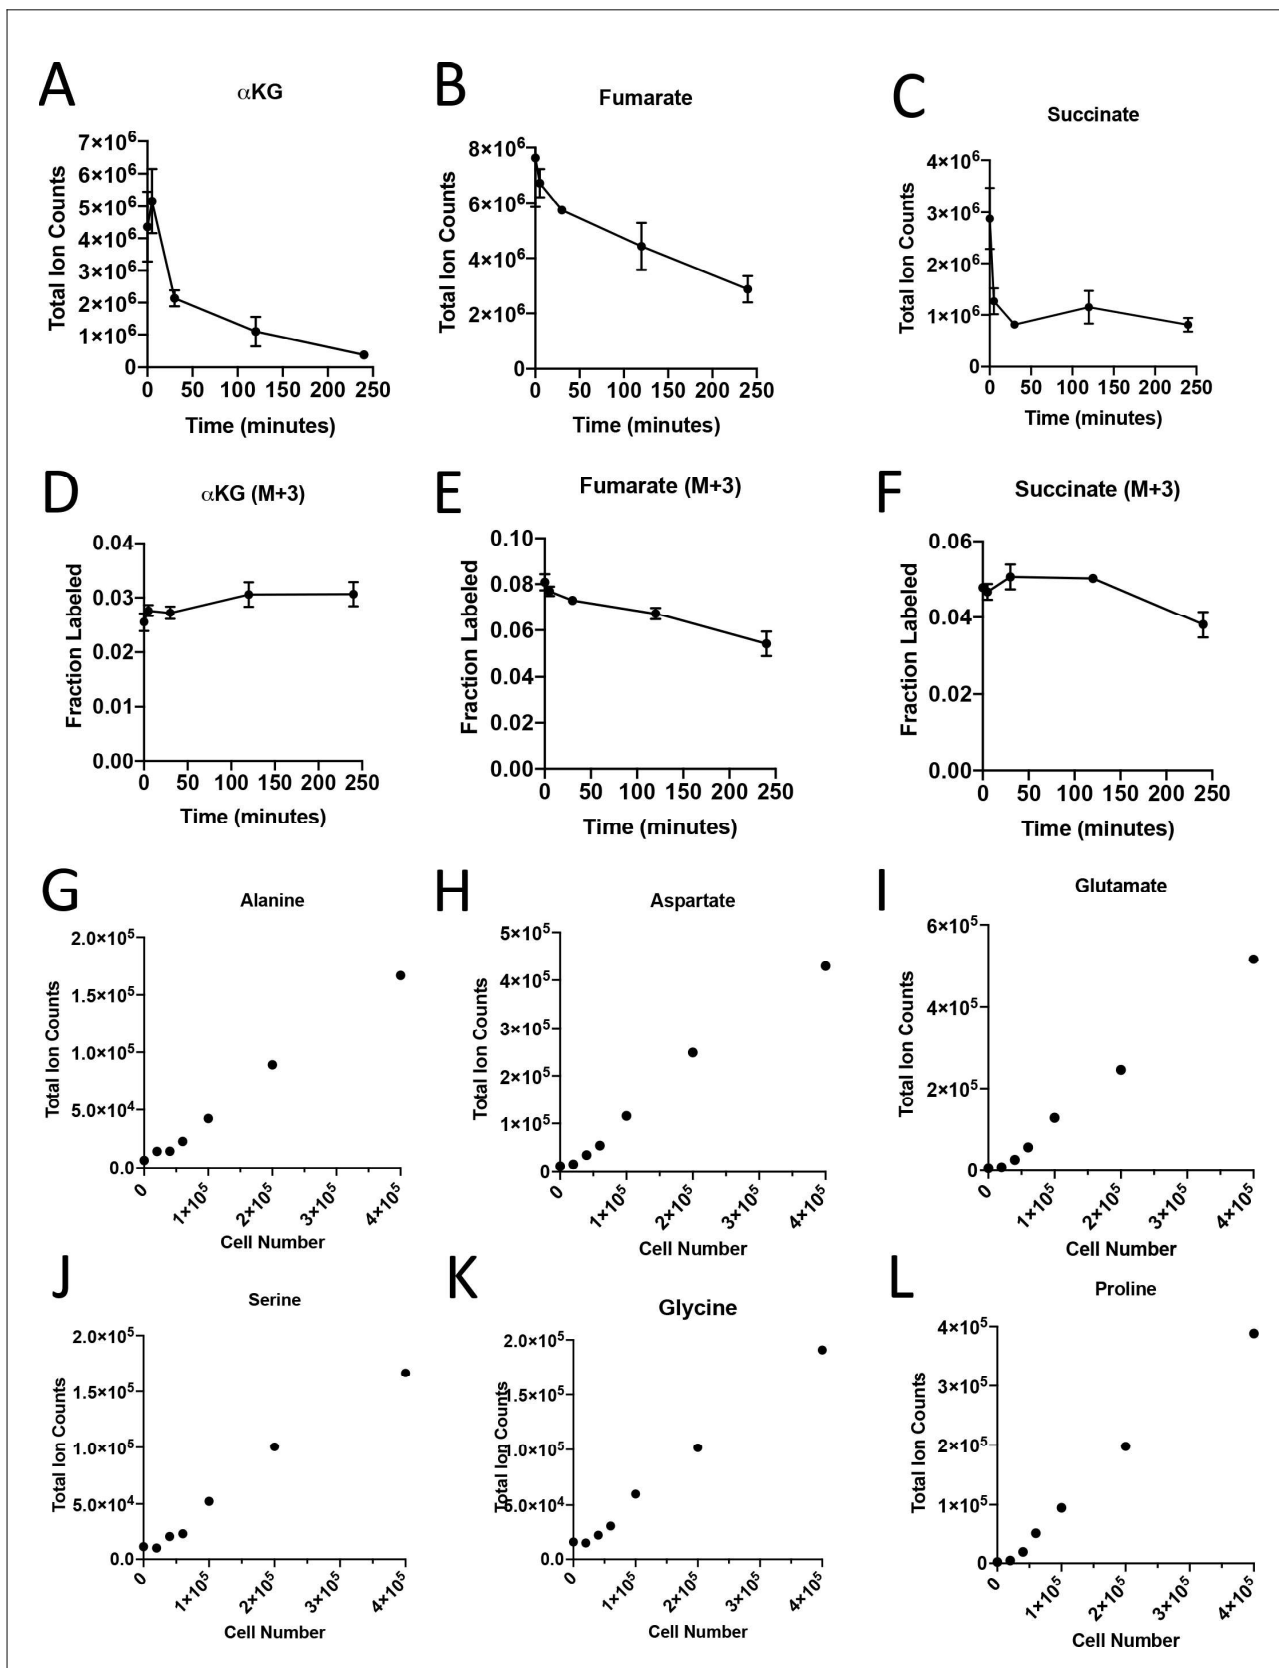 A
αKG
7×10⁶
6×10⁶
5×10⁶
4×10⁶
3×10⁶
2×10⁶
1×10⁶
0
Total Ion Counts
0 50 100 150 200 250
Time (minutes)
B
Fumarate
8×10⁶
6×10⁶
4×10⁶
2×10⁶
0
Total Ion Counts
0 50 100 150 200 250
Time (minutes)
C
Succinate
4×10⁶
3×10⁶
2×10⁶
1×10⁶
0
Total Ion Counts
0 50 100 150 200 250
Time (minutes)
D
αKG (M+3)
0.04
0.03
0.02
0.01
0.00
Fraction Labeled
0 50 100 150 200 250
Time (minutes)
E
Fumarate (M+3)
0.10
0.08
0.06
0.04
0.02
0.00
Fraction Labeled
0 50 100 150 200 250
Time (minutes)
F
Succinate (M+3)
0.06
0.04
0.02
0.00
Fraction Labeled
0 50 100 150 200 250
Time (minutes)
G
Alanine
2.0×10⁵
1.5×10⁵
1.0×10⁵
5.0×10⁴
0.0
Total Ion Counts
0 1×10⁵ 2×10⁵ 3×10⁵ 4×10⁵
Cell Number
H
Aspartate
5×10⁵
4×10⁵
3×10⁵
2×10⁵
1×10⁵
0
Total Ion Counts
0 1×10⁵ 2×10⁵ 3×10⁵ 4×10⁵
Cell Number
I
Glutamate
6×10⁵
4×10⁵
2×10⁵
0
Total Ion Counts
0 1×10⁵ 2×10⁵ 3×10⁵ 4×10⁵
Cell Number
J
Serine
2.0×10⁵
1.5×10⁵
1.0×10⁵
5.0×10⁴
0.0
Total Ion Counts
0 1×10⁵ 2×10⁵ 3×10⁵ 4×10⁵
Cell Number
K
Glycine
2.0×10⁵
1.5×10⁵
1.0×10⁵
5.0×10⁴
0.0
Total Ion Counts
0 1×10⁵ 2×10⁵ 3×10⁵ 4×10⁵
Cell Number
L
Proline
4×10⁵
3×10⁵
2×10⁵
1×10⁵
0
Total Ion Counts
0 1×10⁵ 2×10⁵ 3×10⁵ 4×10⁵
Cell Number